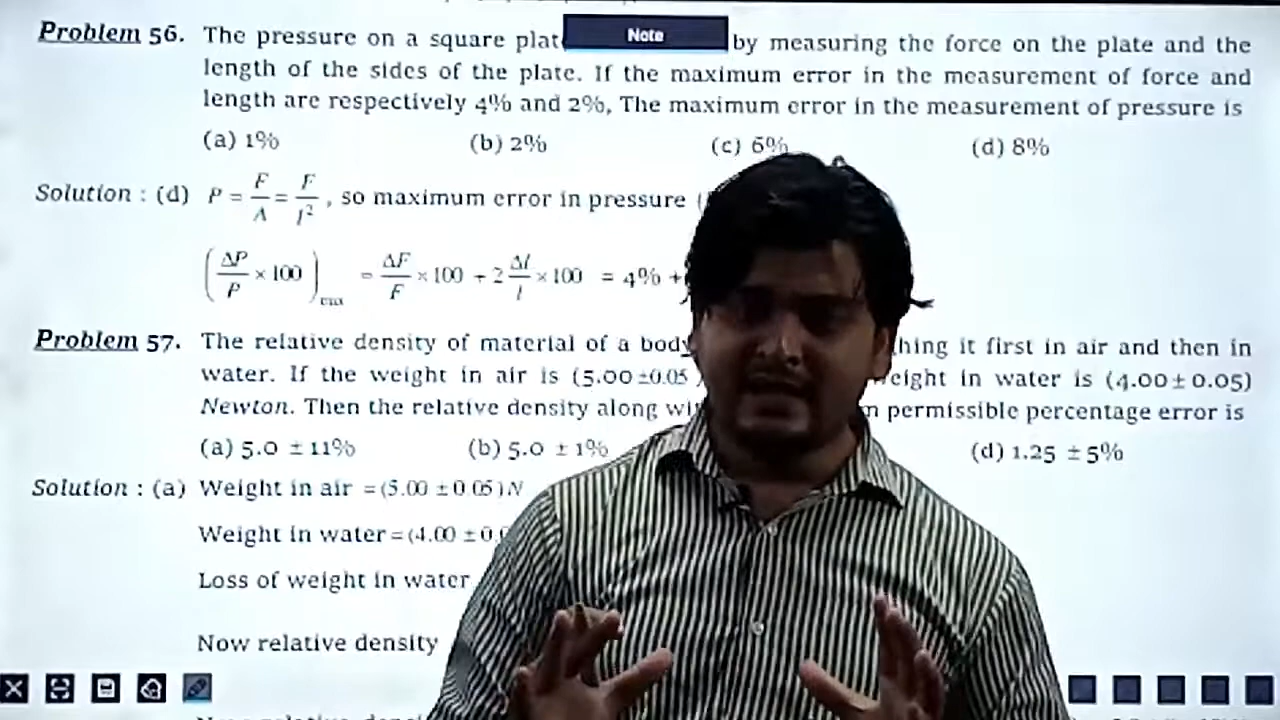 Problem 56. The pressure on a square plat Note by measuring the force on the plate and the
length of the sides of the plate. If the maximum error in the measurement of force and
length are respectively 4% and 2%, The maximum error in the measurement of pressure is
(a) 1% (b) 2% (c) 6% (d) 8%
Solution : (d) P = F/A = F/l² , so maximum error in pressure (
(ΔP/P × 100)max = ΔF/F × 100 + 2 Δl/l × 100 = 4% +
Problem 57. The relative density of material of a body hing it first in air and then in
water. If the weight in air is (5.00 ±0.05 ) eight in water is (4.00± 0.05)
Newton. Then the relative density along wi permissible percentage error is
(a) 5.0 ± 11% (b) 5.0 ± 1% (d) 1.25 ± 5%
Solution : (a) Weight in air = (5.00 ± 0.05) N
Weight in water = (4.00 ± 0.
Loss of weight in water
Now relative density